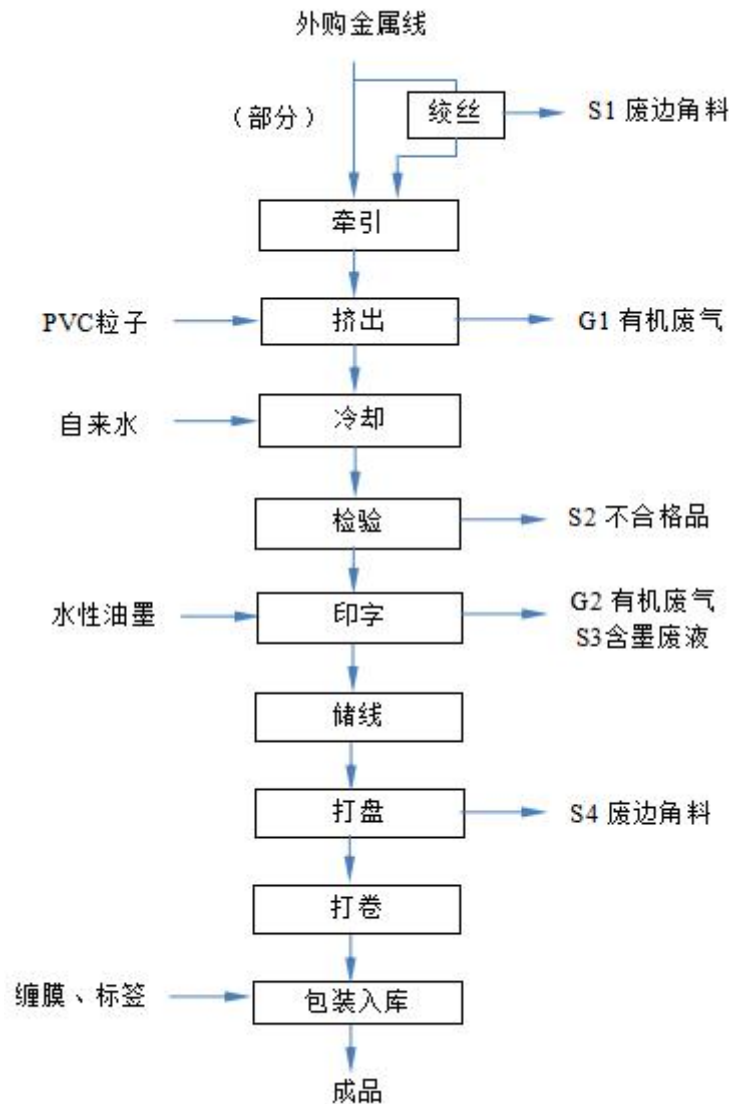 外购金属线
（部分）
绞丝
S1 废边角料
牵引
PVC粒子
挤出
G1 有机废气
自来水
冷却
检验
S2 不合格品
水性油墨
印字
G2 有机废气
S3含墨废液
储线
打盘
S4 废边角料
打卷
缠膜、标签
包装入库
成品